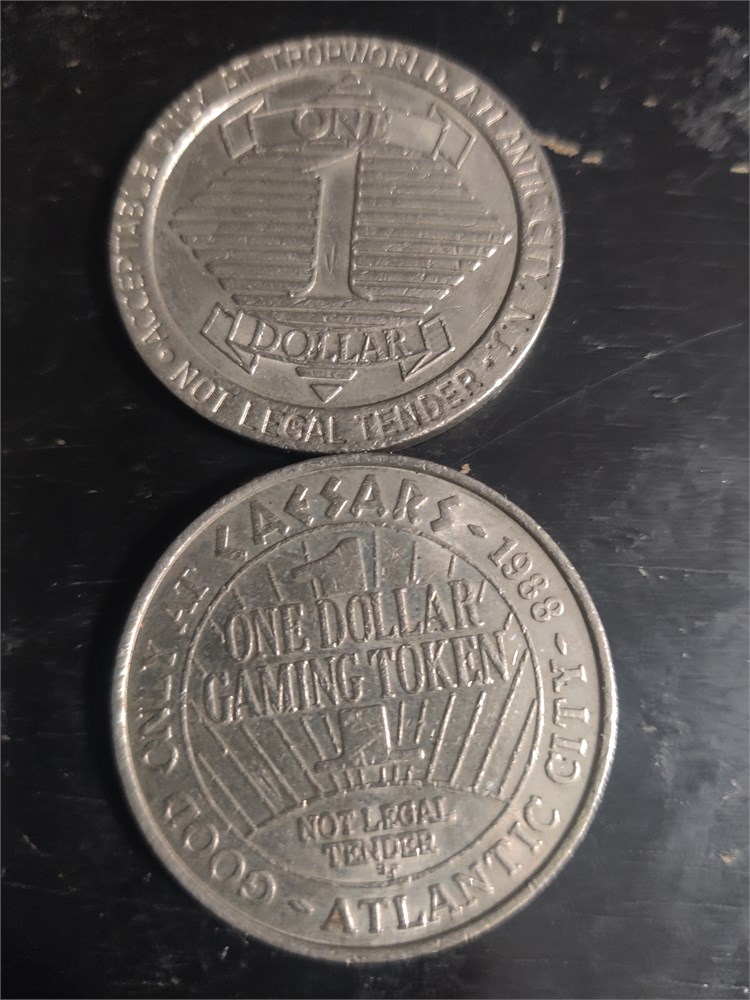 ACCEPTABLE ONLY AT TROPWORLD, ATLANTIC CITY, N.J.
• NOT LEGAL TENDER •
ONE
1
DOLLAR
GOOD ONLY AT CAESARS - 1988 -
ATLANTIC CITY -
1
ONE DOLLAR
GAMING TOKEN
NOT LEGAL
TENDER